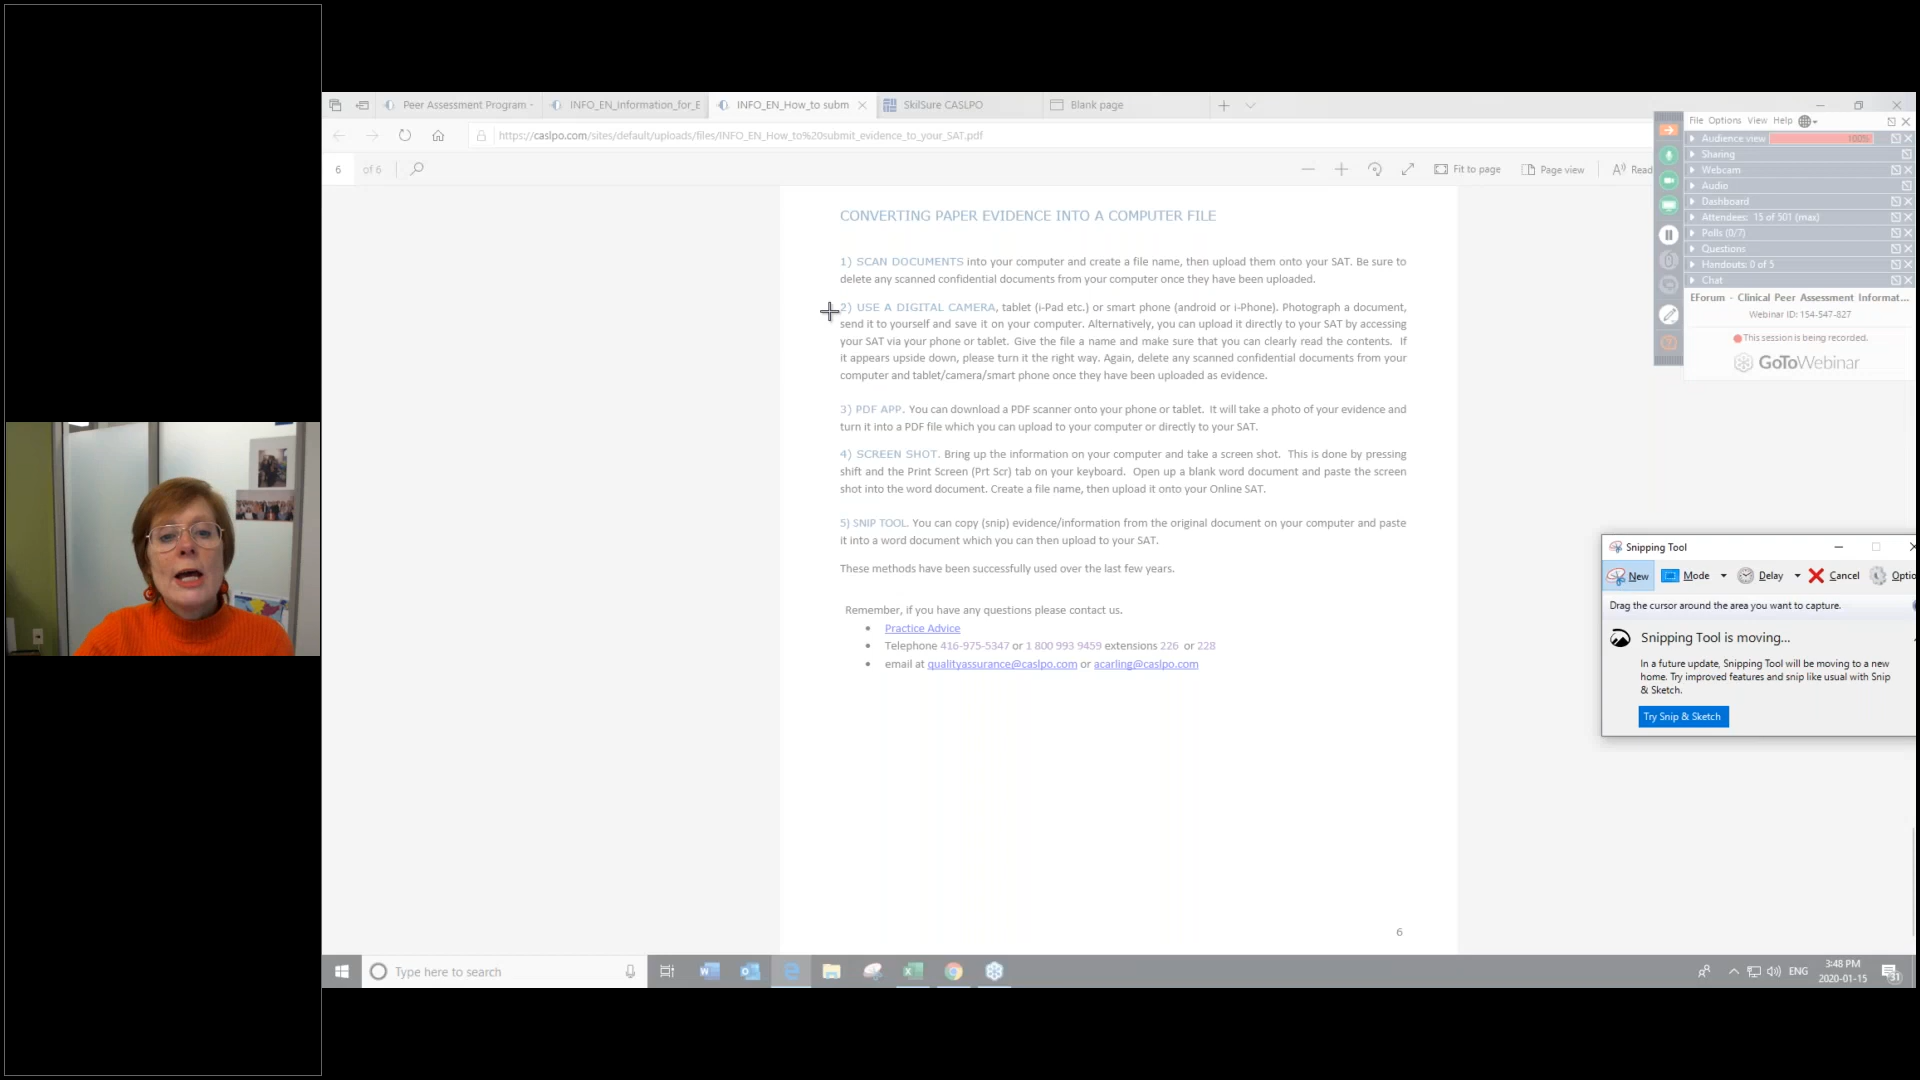 Peer Assessment Program -
INFO_EN_Information_for_E
INFO_EN_How_to subm
SkilSure CASLPO
Blank page
https://caslpo.com/sites/default/uploads/files/INFO_EN_How_to%20submit_evidence_to_your_SAT.pdf
6 of 6
Fit to page
Page view
Read
CONVERTING PAPER EVIDENCE INTO A COMPUTER FILE
1) SCAN DOCUMENTS into your computer and create a file name, then upload them onto your SAT. Be sure to
delete any scanned confidential documents from your computer once they have been uploaded.
2) USE A DIGITAL CAMERA, tablet (i-Pad etc.) or smart phone (android or i-Phone). Photograph a document,
send it to yourself and save it on your computer. Alternatively, you can upload it directly to your SAT by accessing
your SAT via your phone or tablet. Give the file a name and make sure that you can clearly read the contents. If
it appears upside down, please turn it the right way. Again, delete any scanned confidential documents from your
computer and tablet/camera/smart phone once they have been uploaded as evidence.
3) PDF APP. You can download a PDF scanner onto your phone or tablet. It will take a photo of your evidence and
turn it into a PDF file which you can upload to your computer or directly to your SAT.
4) SCREEN SHOT. Bring up the information on your computer and take a screen shot. This is done by pressing
shift and the Print Screen (Prt Scr) tab on your keyboard. Open up a blank word document and paste the screen
shot into the word document. Create a file name, then upload it onto your Online SAT.
5) SNIP TOOL. You can copy (snip) evidence/information from the original document on your computer and paste
it into a word document which you can then upload to your SAT.
These methods have been successfully used over the last few years.
Remember, if you have any questions please contact us.
• Practice Advice
• Telephone 416-975-5347 or 1 800 993 9459 extensions 226 or 228
• email at qualityassurance@caslpo.com or acarling@caslpo.com
6
File Options View Help
Audience view 100%
Sharing
Webcam
Audio
Dashboard
Attendees: 15 of 501 (max)
Polls (0/7)
Questions
Handouts: 0 of 5
Chat
EForum - Clinical Peer Assessment Informat...
Webinar ID: 154-547-827
This session is being recorded.
GoToWebinar
Snipping Tool
New Mode Delay Cancel Optio
Drag the cursor around the area you want to capture.
Snipping Tool is moving...
In a future update, Snipping Tool will be moving to a new
home. Try improved features and snip like usual with Snip
& Sketch.
Try Snip & Sketch
Type here to search
ENG
3:48 PM
2020-01-15
31